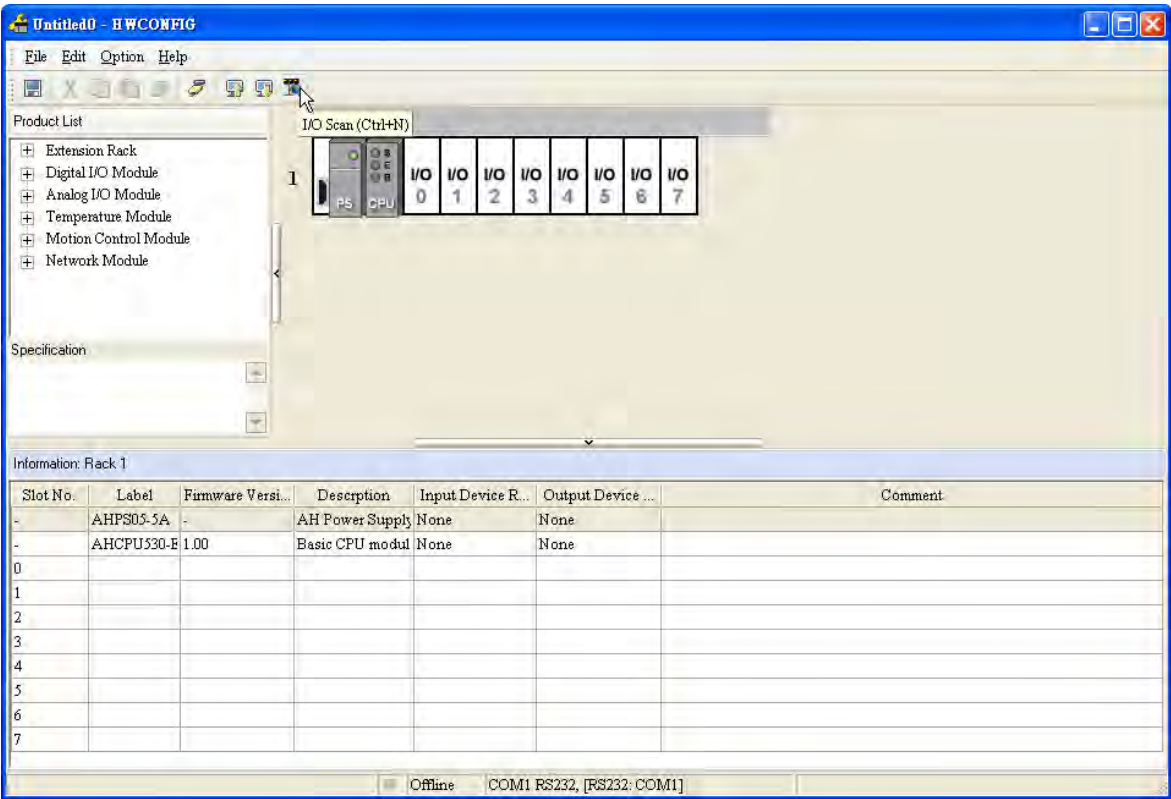 Untitled0 - HWCONFIG
File Edit Option Help
Product List
I/O Scan (Ctrl+N)
Extension Rack
Digital I/O Module
Analog I/O Module
Temperature Module
Motion Control Module
Network Module
1
PS CPU I/O I/O I/O I/O I/O I/O I/O I/O
0 1 2 3 4 5 6 7
Specification
Information: Rack 1
Slot No. Label Firmware Versi... Descrption Input Device R... Output Device ... Comment
- AHPS05-5A - AH Power Supply None None
- AHCPU530-E 1.00 Basic CPU modul None None
0
1
2
3
4
5
6
7
Offline COM1 RS232, [RS232: COM1]